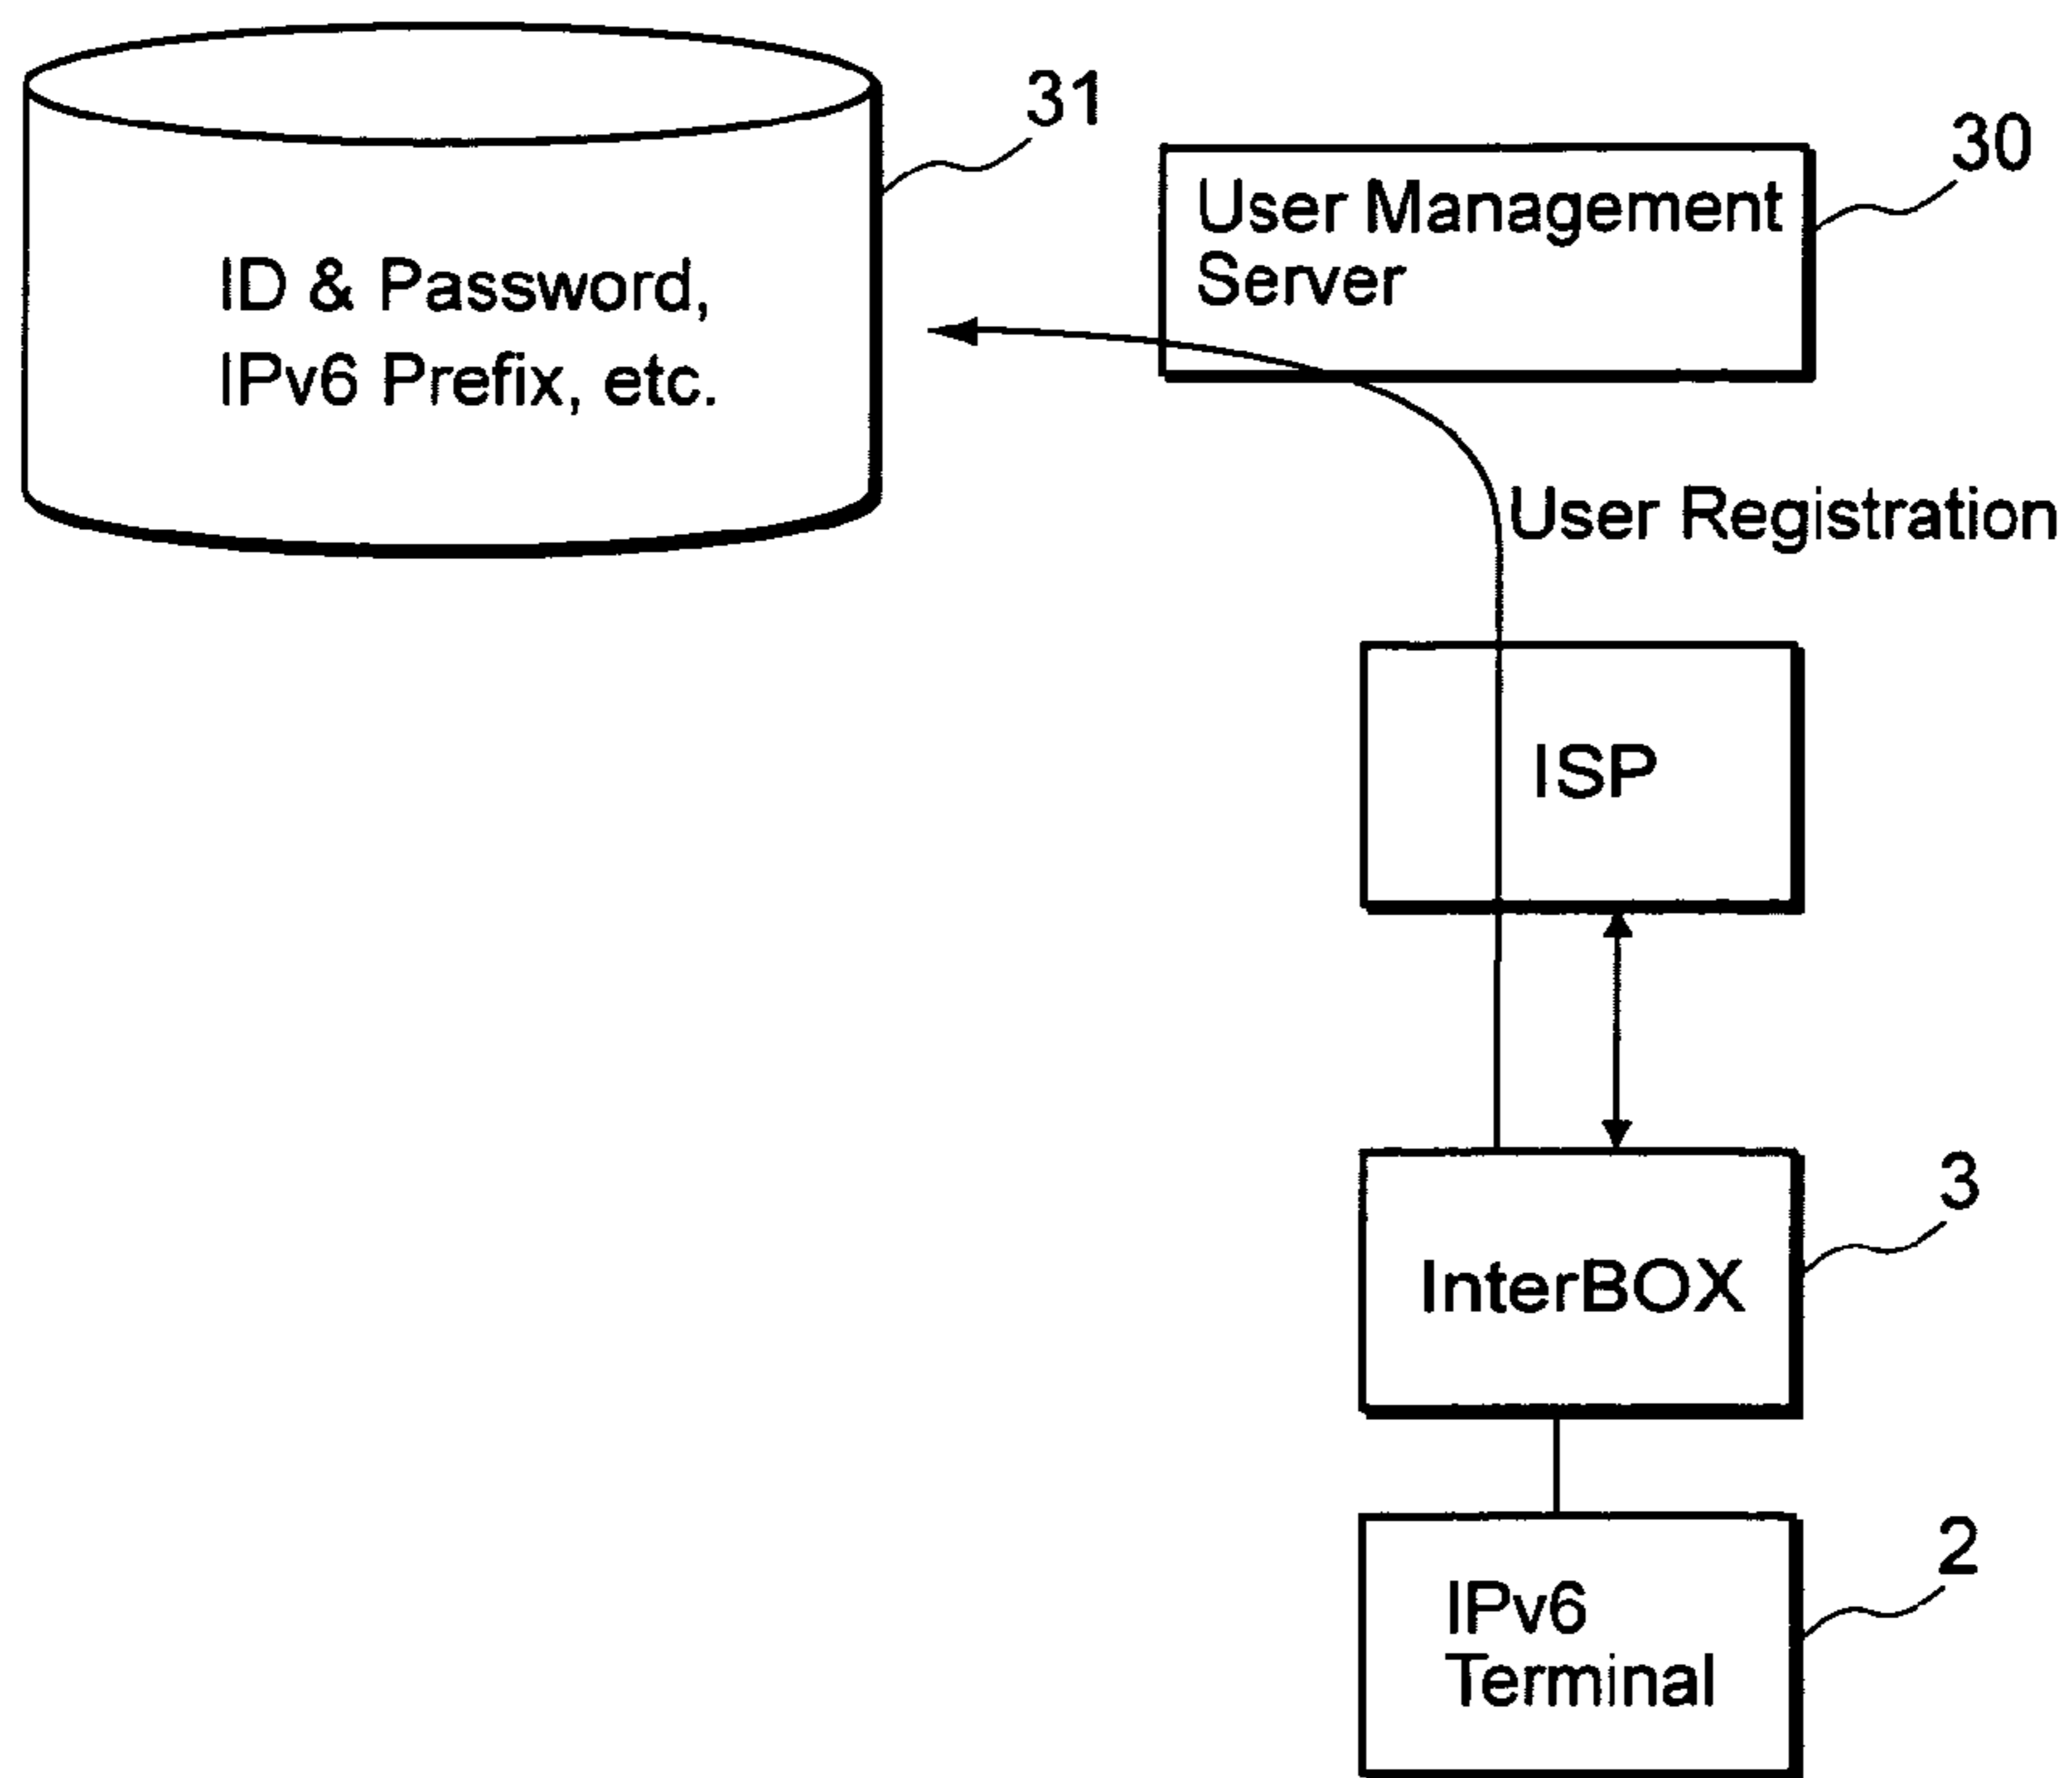 31
30
User Management
Server
ID & Password,
IPv6 Prefix, etc.
User Registration
ISP
3
InterBOX
2
IPv6
Terminal